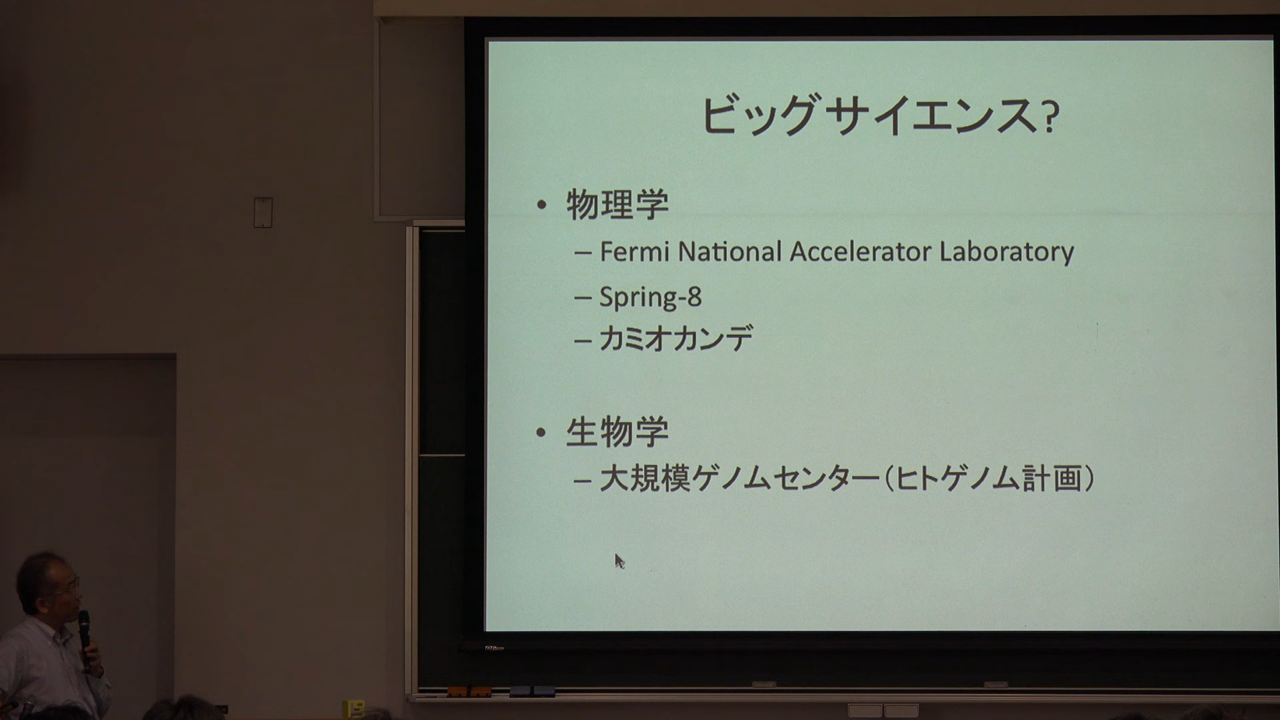 ビッグサイエンス?
• 物理学
– Fermi National Accelerator Laboratory
– Spring-8
– カミオカンデ
• 生物学
– 大規模ゲノムセンター(ヒトゲノム計画)